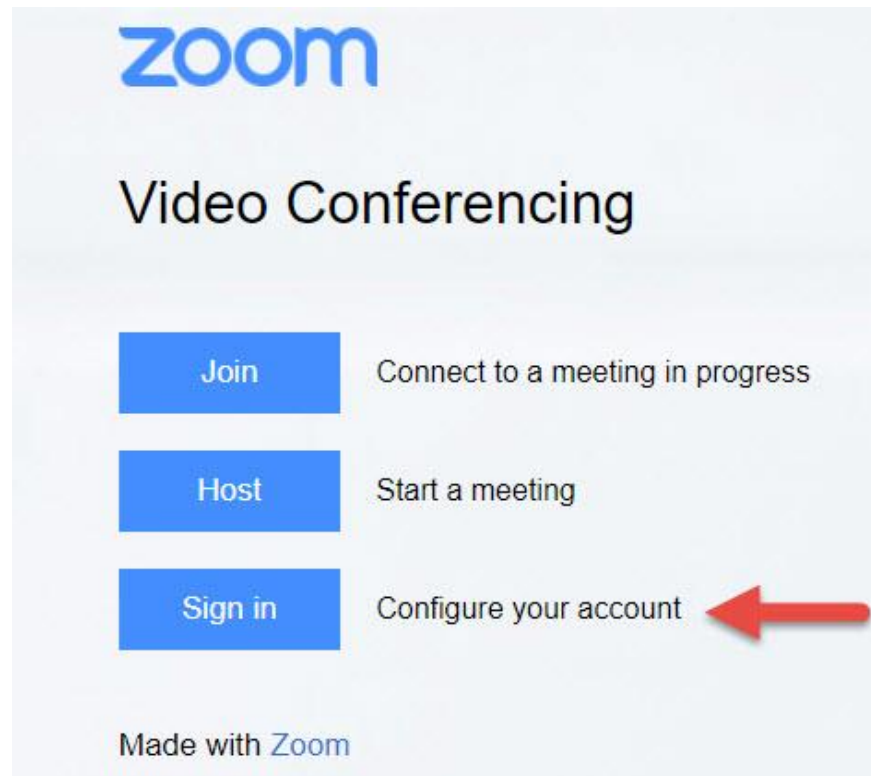 zoom
Video Conferencing
Join Connect to a meeting in progress
Host Start a meeting
Sign in Configure your account
Made with Zoom